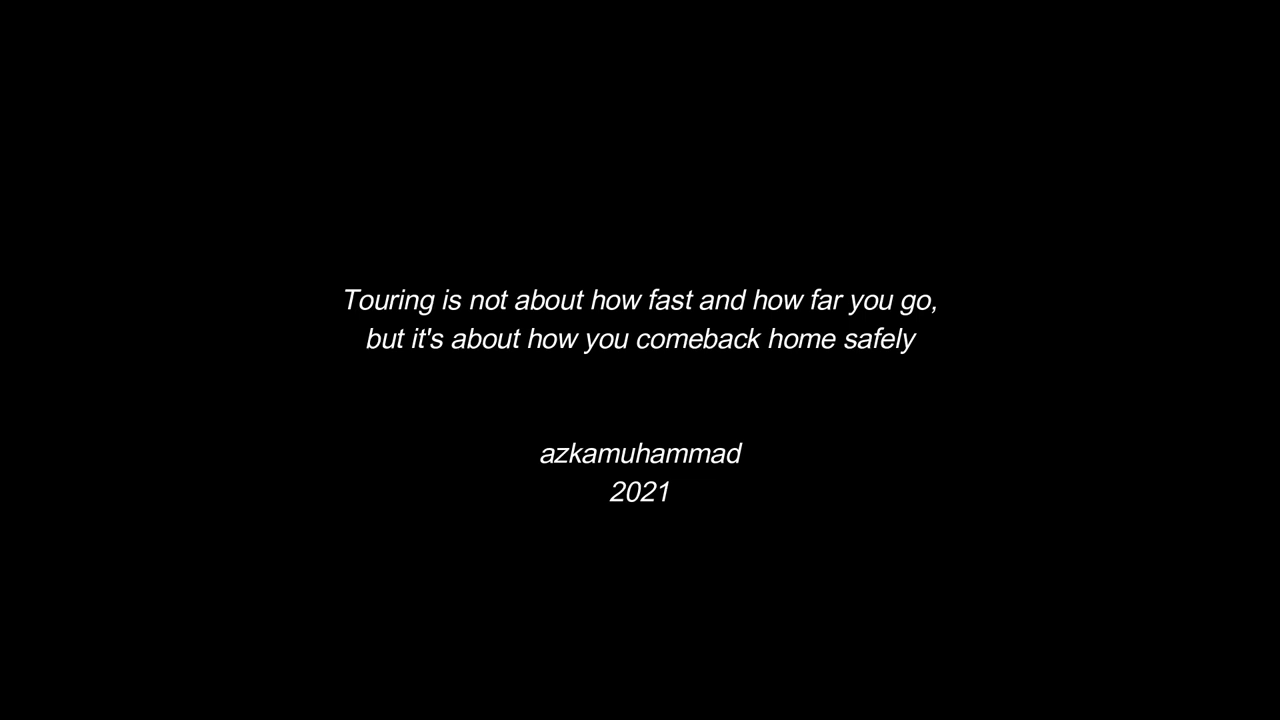 Touring is not about how fast and how far you go,
but it's about how you comeback home safely
azkamuhammad
2021